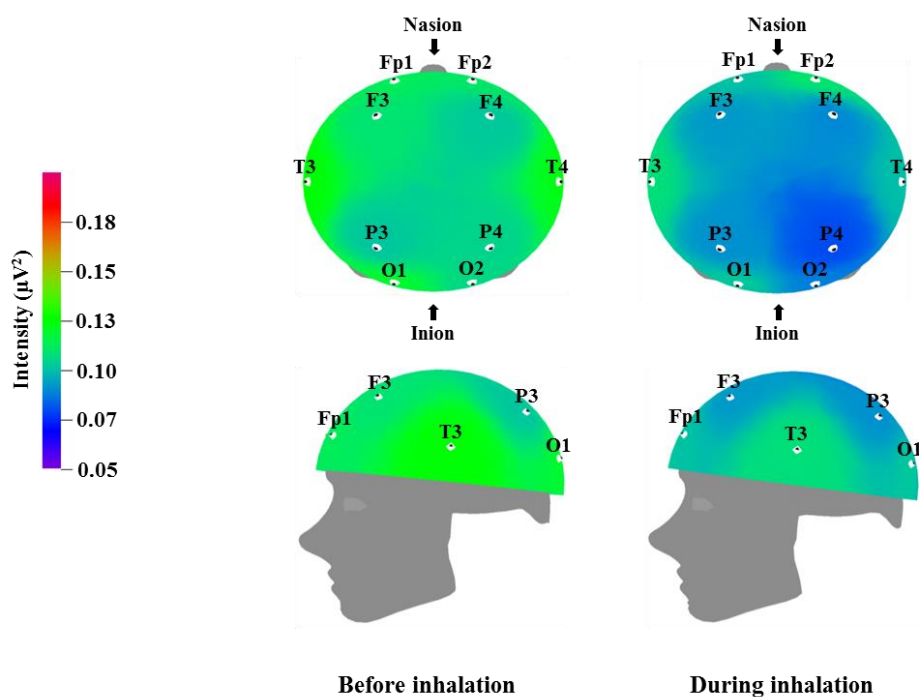 Nasion
Nasion
Fp1 Fp2
Fp1 Fp2
F3 F4
F3 F4
T3 T4
T3 T4
P3 P4
P3 P4
O1 O2
O1 O2
Inion
Inion
Intensity (μV²)
0.18
0.15
0.13
0.10
0.07
0.05
F3
P3
Fp1
T3
O1
F3
P3
Fp1
T3
O1
Before inhalation
During inhalation